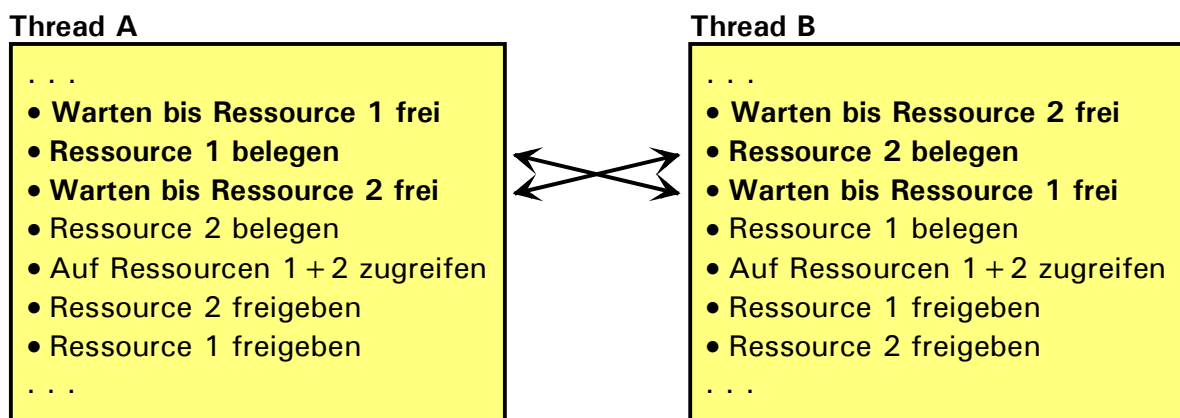 Thread A
. . .
• Warten bis Ressource 1 frei
• Ressource 1 belegen
• Warten bis Ressource 2 frei
• Ressource 2 belegen
• Auf Ressourcen 1+2 zugreifen
• Ressource 2 freigeben
• Ressource 1 freigeben
. . .
Thread B
. . .
• Warten bis Ressource 2 frei
• Ressource 2 belegen
• Warten bis Ressource 1 frei
• Ressource 1 belegen
• Auf Ressourcen 1+2 zugreifen
• Ressource 1 freigeben
• Ressource 2 freigeben
. . .